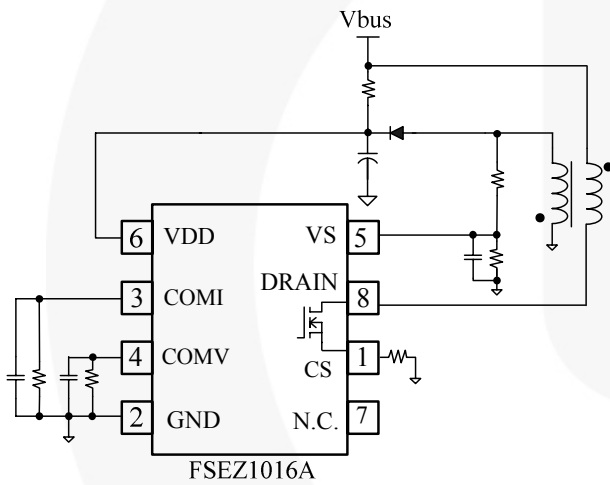 Vbus
6 VDD VS 5
DRAIN
3 COMI 8
4 COMV 1
CS
2 GND N.C. 7
FSEZ1016A